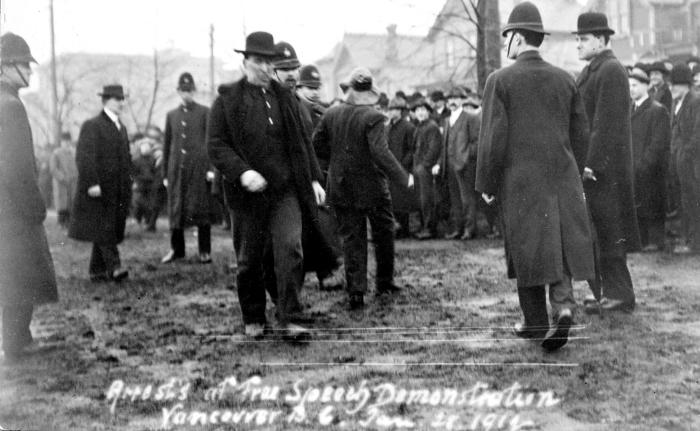 Arrests at Free Speech Demonstration
Vancouver B.C. Jan 28 1912